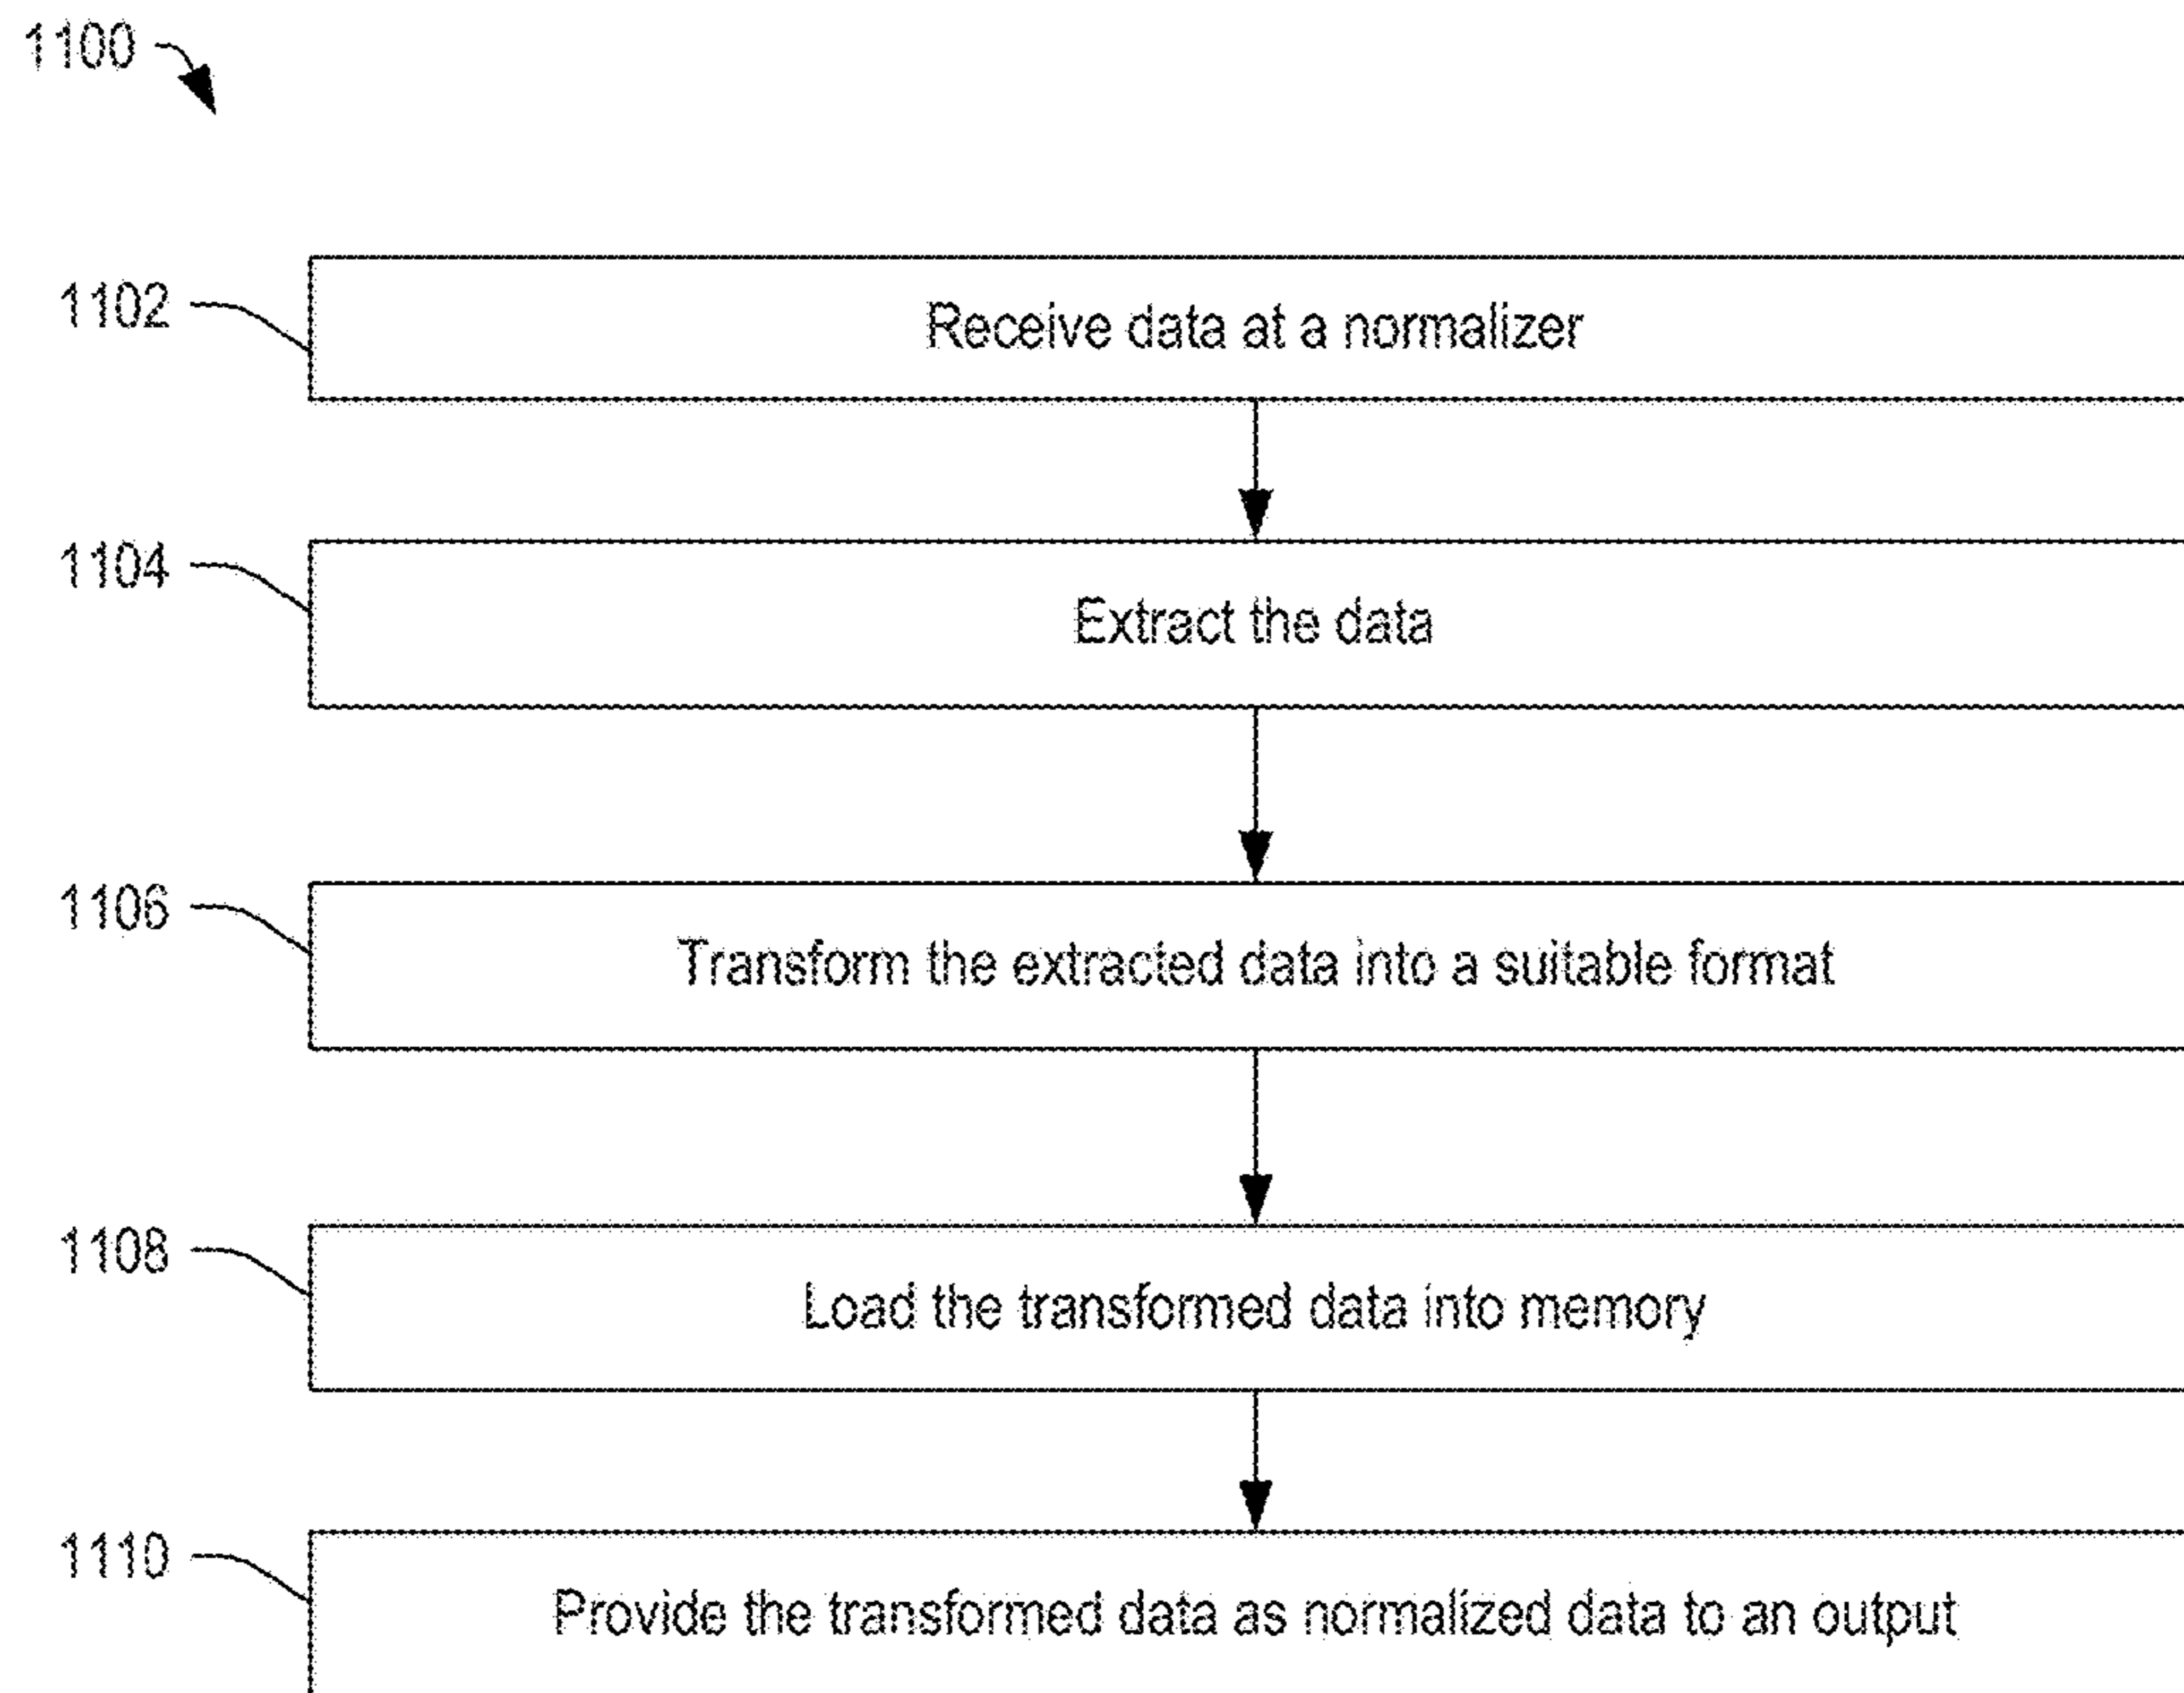 1100
1102
Receive data at a normalizer
1104
Extract the data
1106
Transform the extracted data into a suitable format
1108
Load the transformed data into memory
1110
Provide the transformed data as normalized data to an output